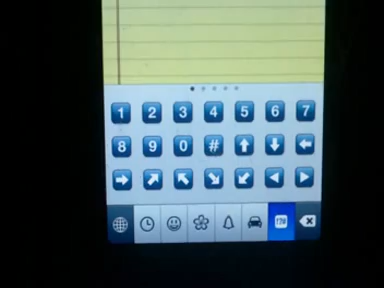 1 2 3 4 5 6 7
8 9 0 # ⬆ ⬇ ⬅
➡ ↗ ↖ ↘ ↙ ◀ ▶
!?#